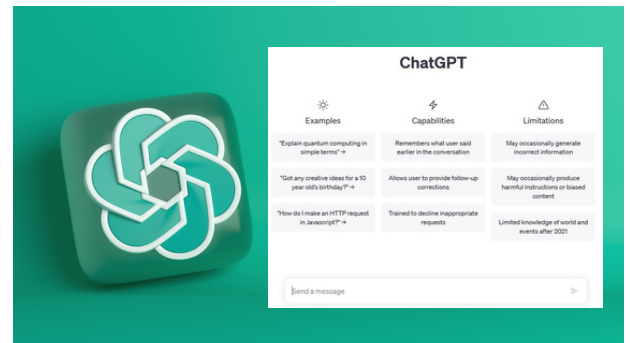 ChatGPT
Examples
"Explain quantum computing in
simple terms" →
"Got any creative ideas for a 10
year old's birthday?" →
"How do I make an HTTP request
in Javascript?" →
Capabilities
Remembers what user said
earlier in the conversation
Allows user to provide follow-up
corrections
Trained to decline inappropriate
requests
Limitations
May occasionally generate
incorrect information
May occasionally produce
harmful instructions or biased
content
Limited knowledge of world and
events after 2021
Send a message